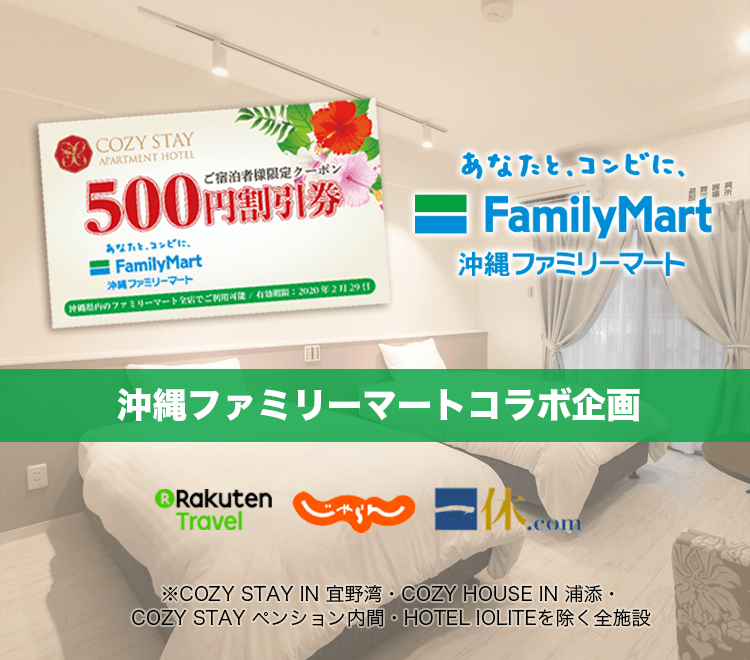 COZY STAY
APARTMENT HOTEL
ご宿泊者様限定クーポン
500円割引券
あなたと、コンビに、
FamilyMart
沖縄ファミリーマート
沖縄県内のファミリーマート全店でご利用可能 / 有効期限：2020年2月29日
あなたと、コンビに、
FamilyMart
沖縄ファミリーマート
沖縄ファミリーマートコラボ企画
R Rakuten
Travel
じゃらん
一休.com
※COZY STAY IN 宜野湾・COZY HOUSE IN 浦添・
COZY STAY ペンション内間・HOTEL IOLITEを除く全施設